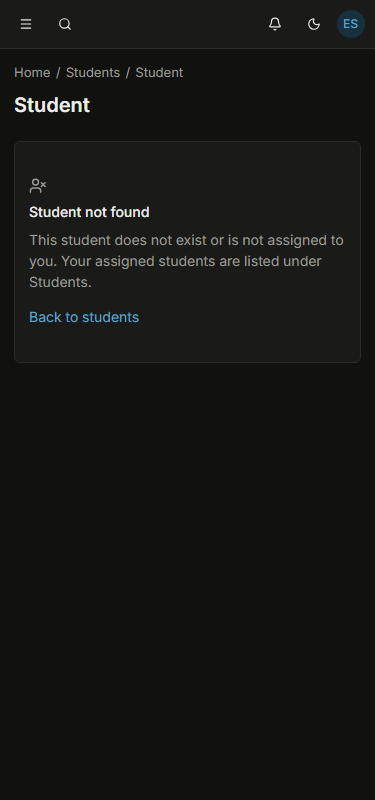 ES
Home / Students / Student
Student
Student not found
This student does not exist or is not assigned to
you. Your assigned students are listed under
Students.
Back to students